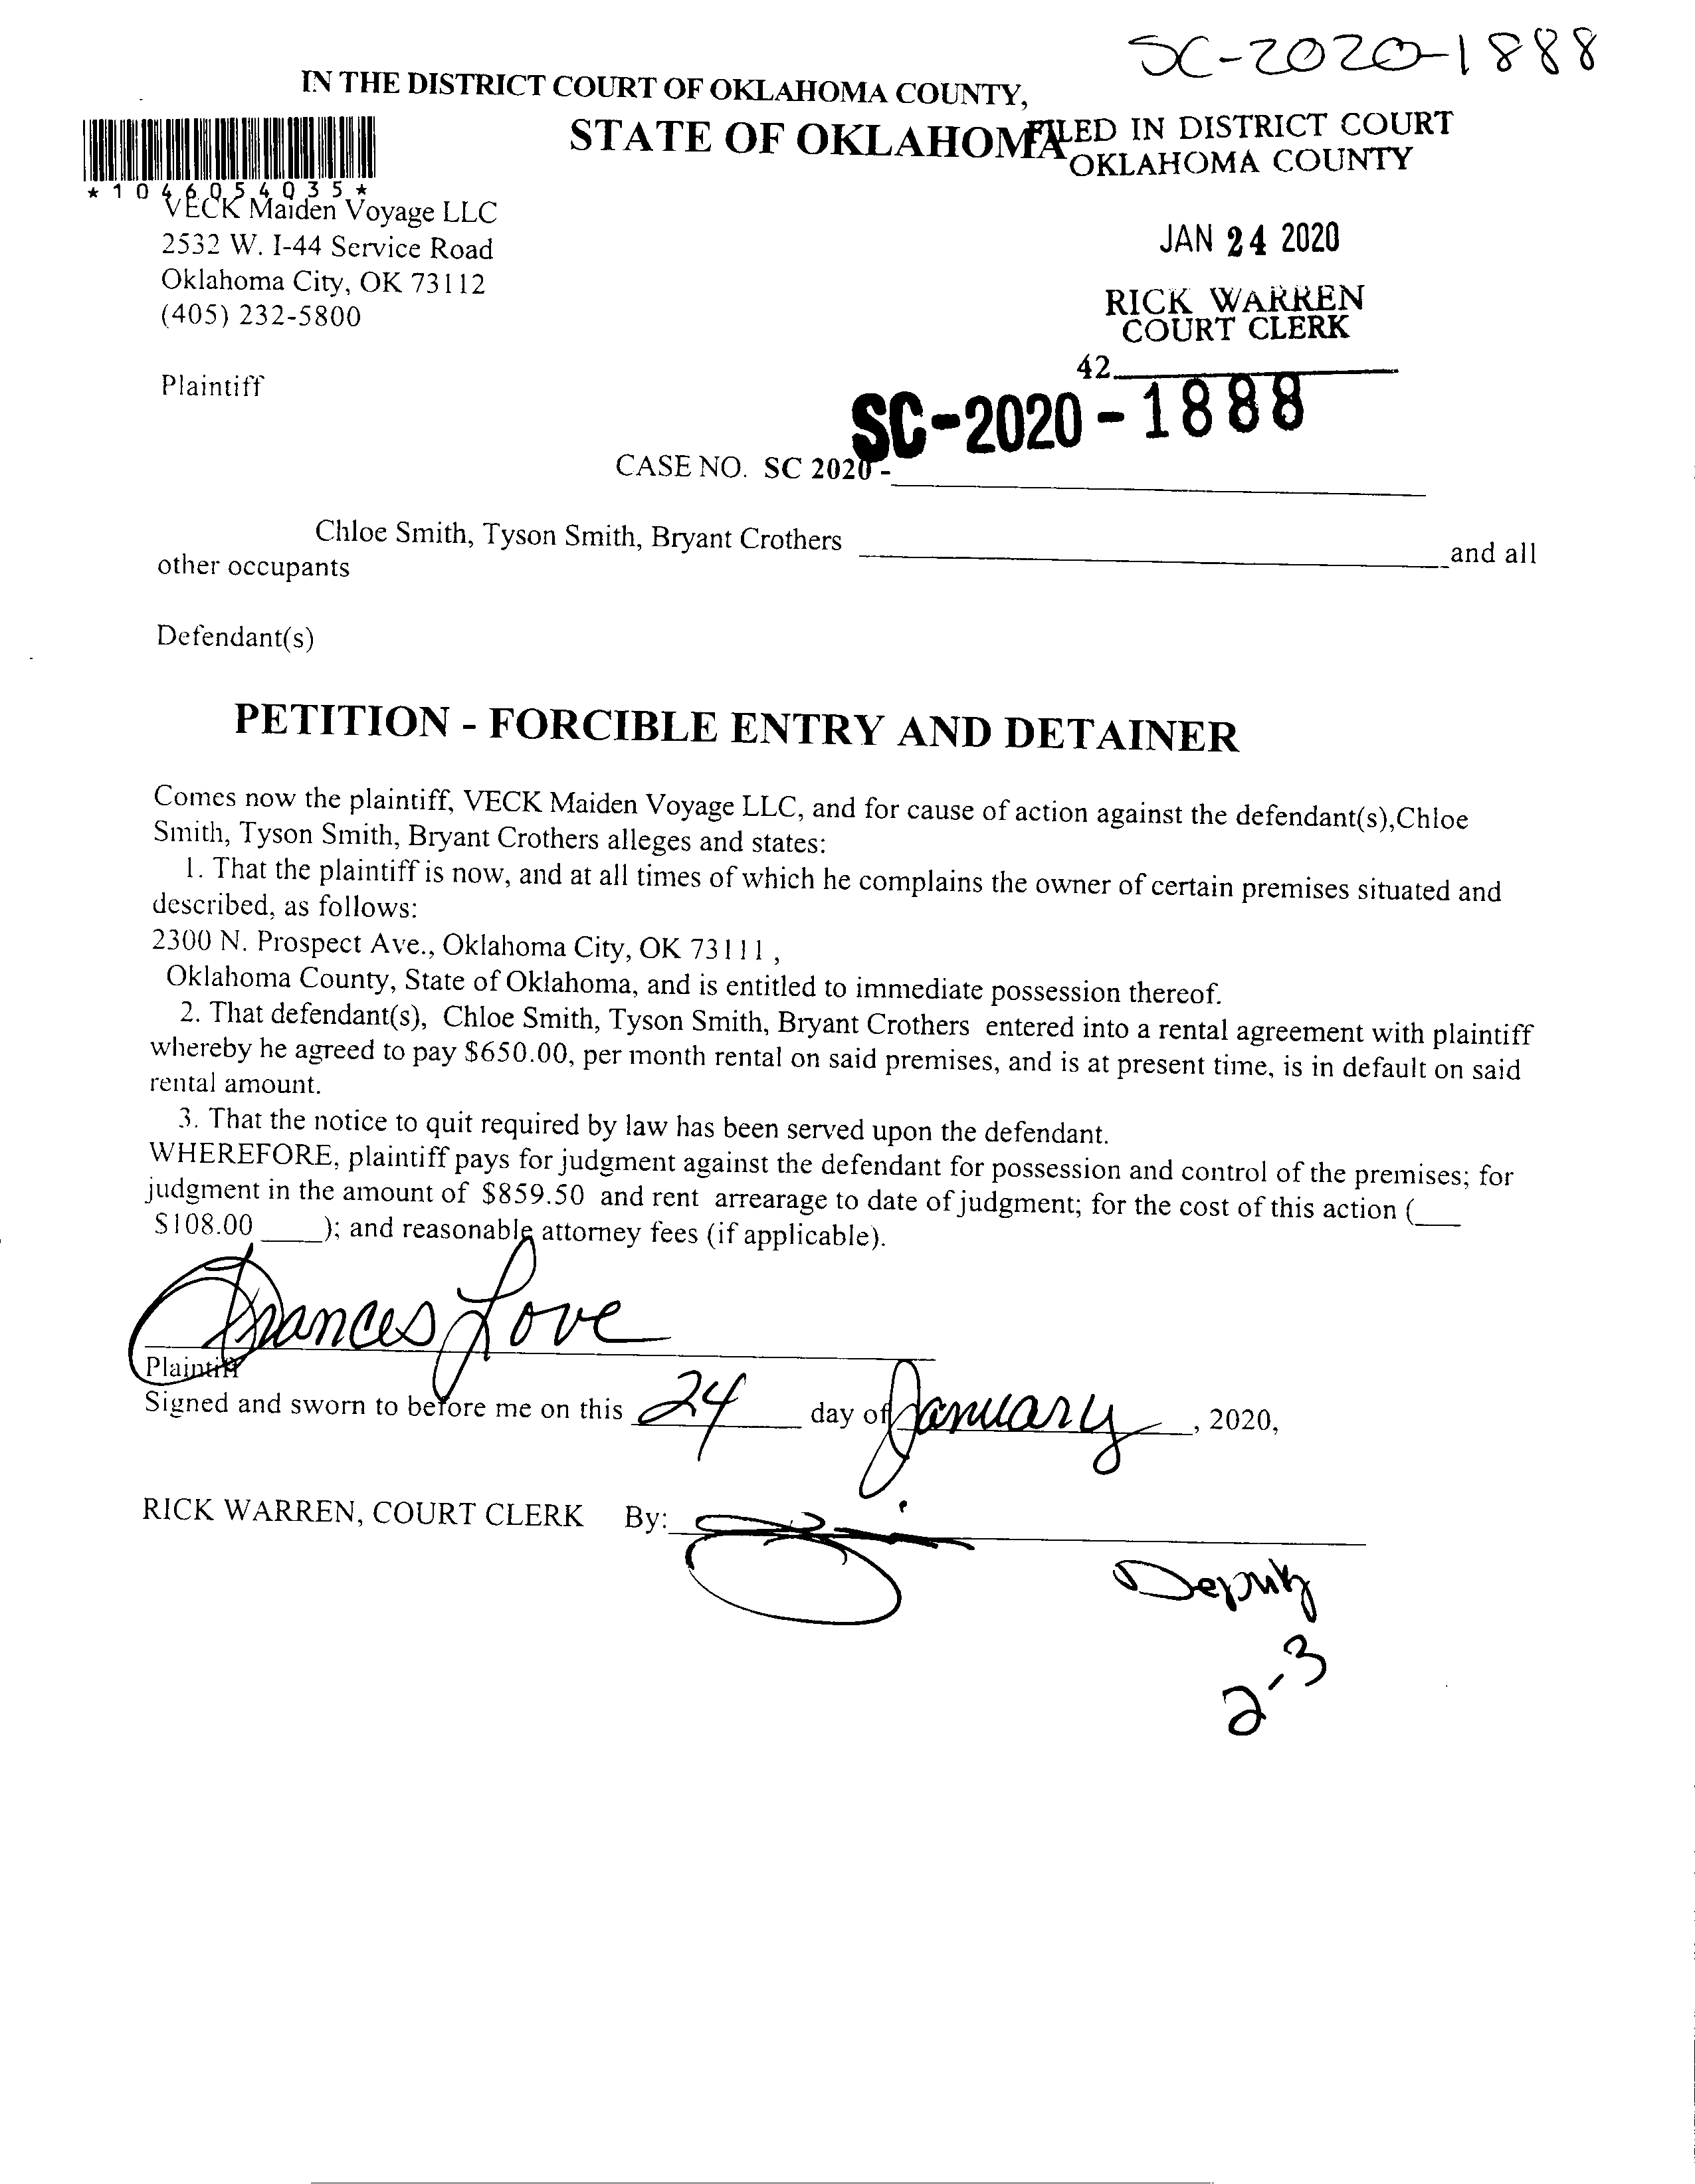 SC-2020-1888
IN THE DISTRICT COURT OF OKLAHOMA COUNTY,
STATE OF OKLAHOMA
FILED IN DISTRICT COURT
OKLAHOMA COUNTY
*1046054035*
VECK Maiden Voyage LLC
2532 W. I-44 Service Road
Oklahoma City, OK 73112
(405) 232-5800
JAN 24 2020
RICK WARREN
COURT CLERK
42
Plaintiff
SC-2020-1888
CASE NO. SC 2020 -
Chloe Smith, Tyson Smith, Bryant Crothers and all
other occupants
Defendant(s)
PETITION - FORCIBLE ENTRY AND DETAINER
Comes now the plaintiff, VECK Maiden Voyage LLC, and for cause of action against the defendant(s),Chloe
Smith, Tyson Smith, Bryant Crothers alleges and states:
1. That the plaintiff is now, and at all times of which he complains the owner of certain premises situated and
described, as follows:
2300 N. Prospect Ave., Oklahoma City, OK 73111 ,
Oklahoma County, State of Oklahoma, and is entitled to immediate possession thereof.
2. That defendant(s), Chloe Smith, Tyson Smith, Bryant Crothers entered into a rental agreement with plaintiff
whereby he agreed to pay $650.00, per month rental on said premises, and is at present time, is in default on said
rental amount.
3. That the notice to quit required by law has been served upon the defendant.
WHEREFORE, plaintiff pays for judgment against the defendant for possession and control of the premises; for
judgment in the amount of $859.50 and rent arrearage to date of judgment; for the cost of this action (___
$108.00 ____); and reasonable attorney fees (if applicable).
Frances Love
Plaintiff
Signed and sworn to before me on this 24 day of January, 2020,
RICK WARREN, COURT CLERK By:
Deputy
2-3